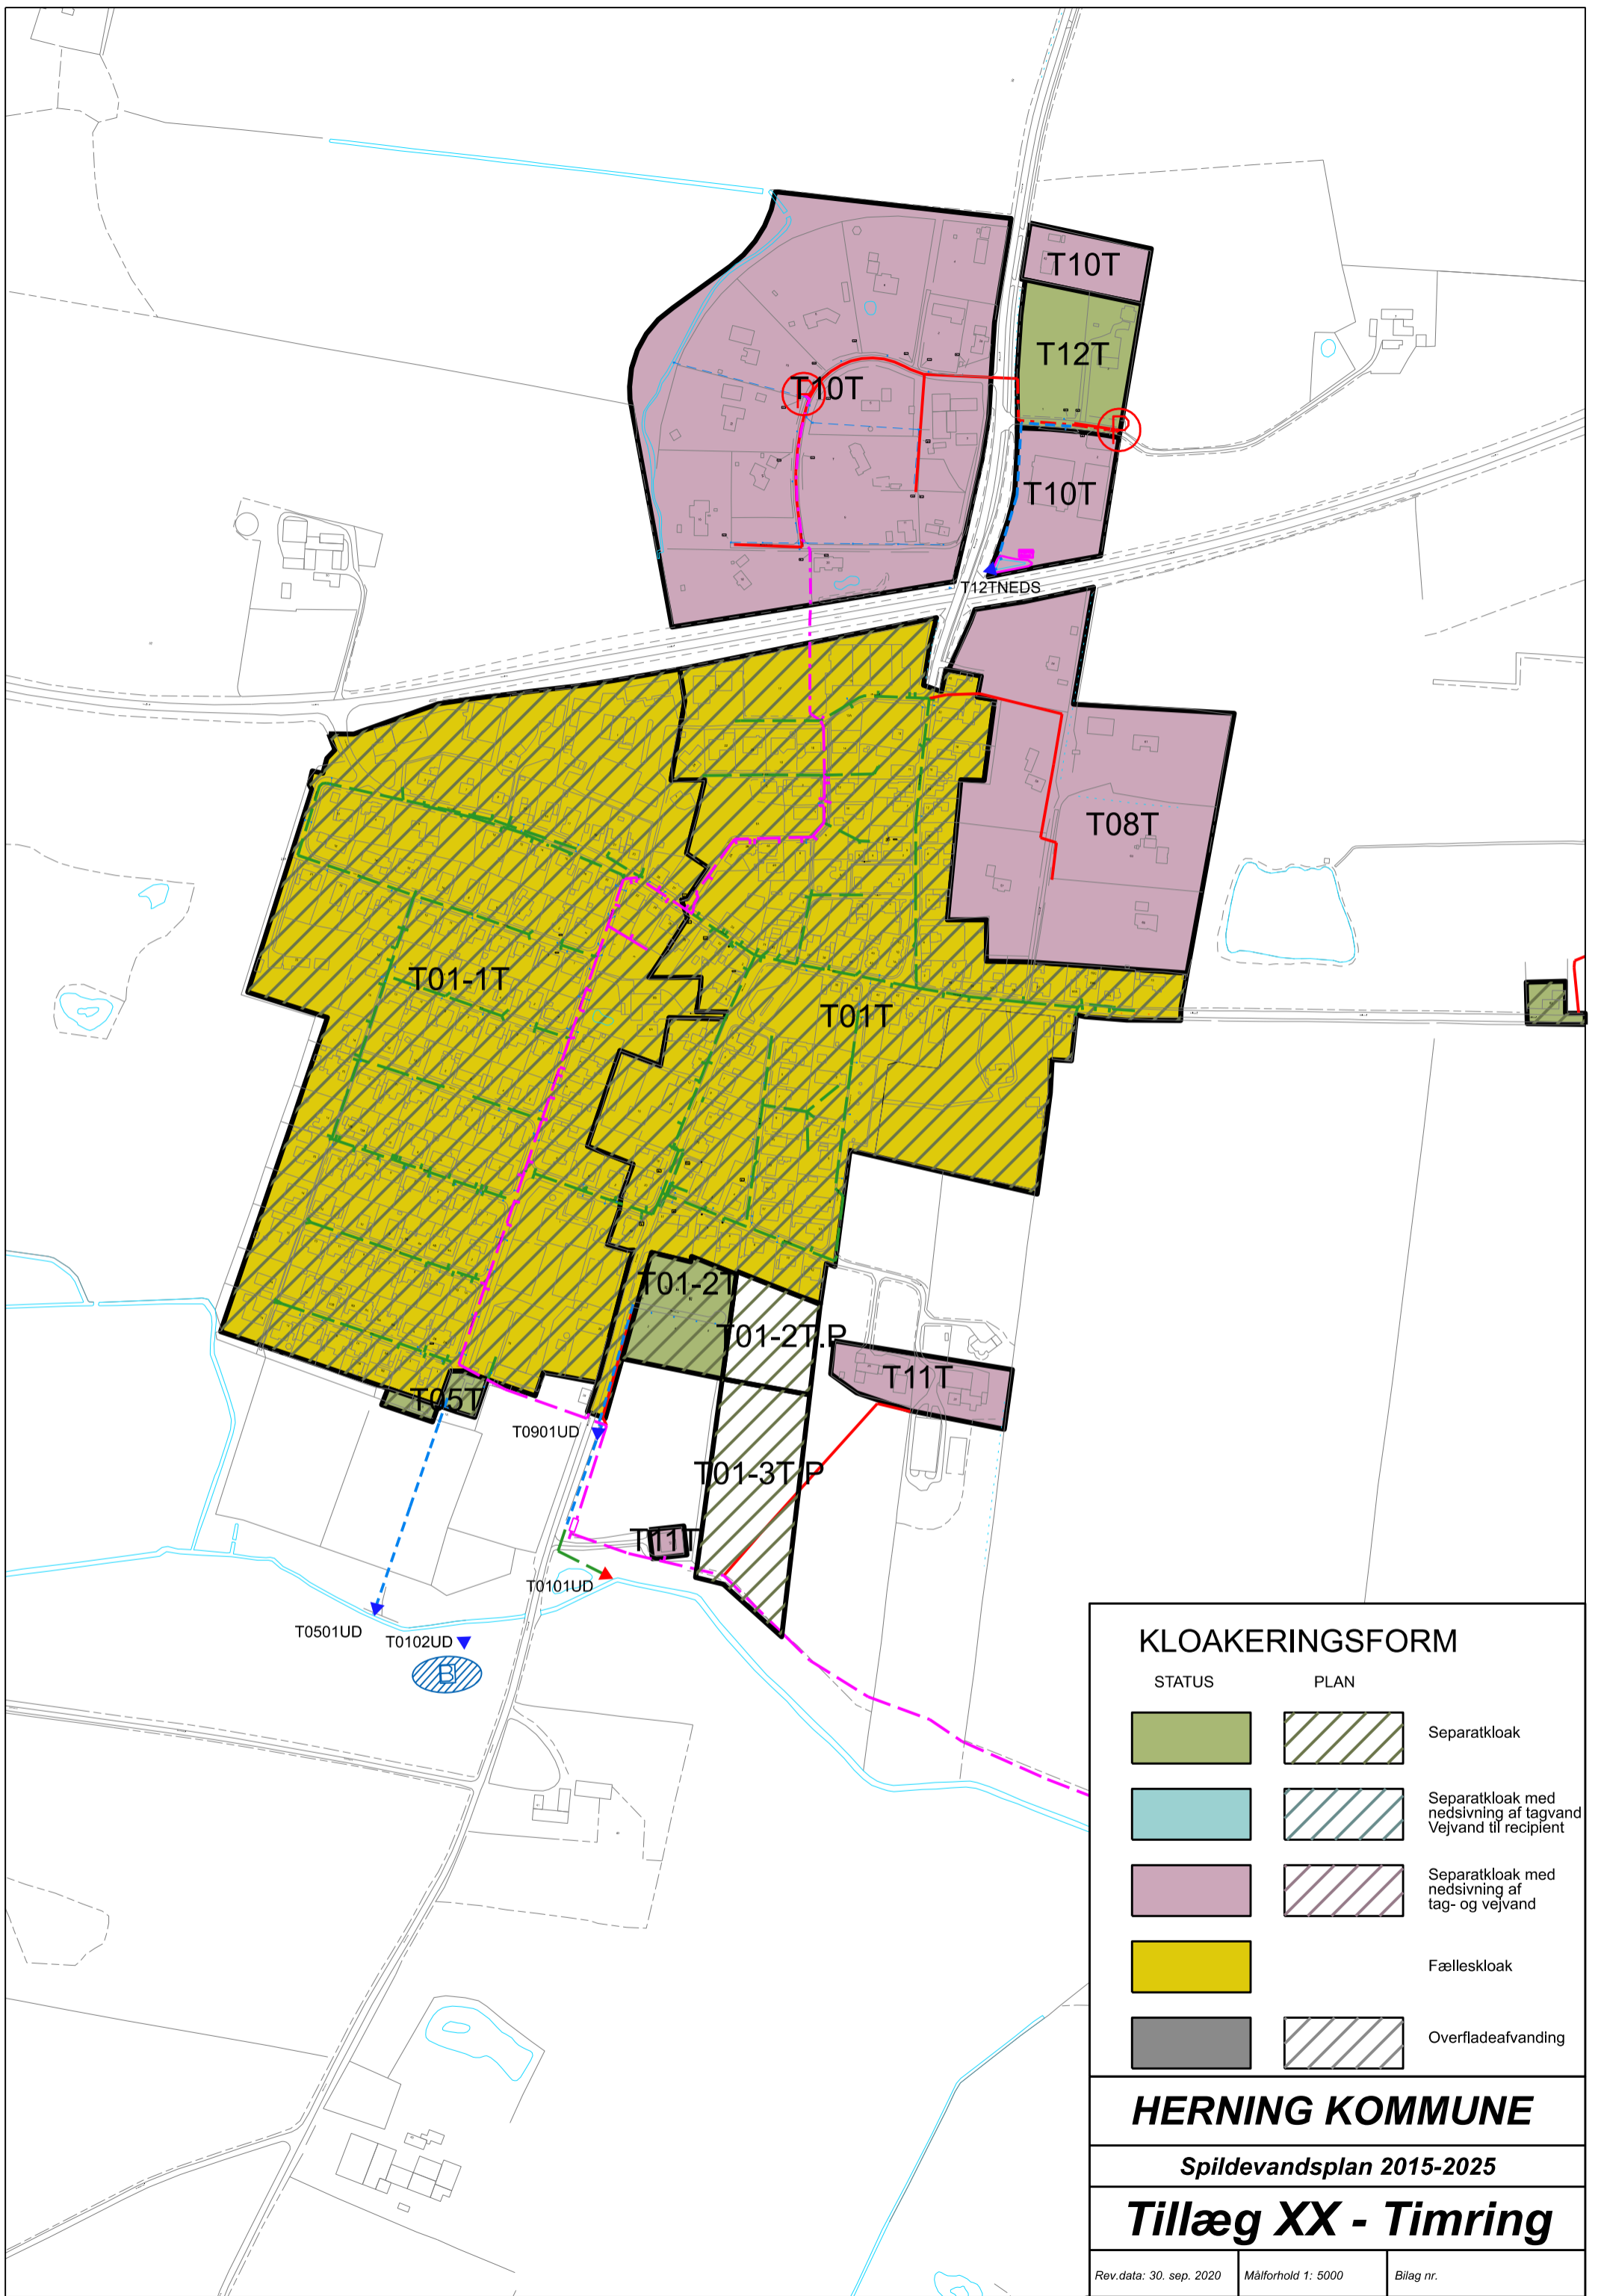 T10T
T12T
T10T
T10T
T12TNEDS
T08T
T01-1T
T01T
T01-2T
T01-2T.P
T11T
T05T
T0901UD
T01-3T.P
T11T
T0101UD
T0501UD
T0102UD
B
KLOAKERINGSFORM
STATUS PLAN
Separatkloak
Separatkloak med
nedsivning af tagvand
Vejvand til recipient
Separatkloak med
nedsivning af
tag- og vejvand
Fælleskloak
Overfladeafvanding
HERNING KOMMUNE
Spildevandsplan 2015-2025
Tillæg XX - Timring
Rev.data: 30. sep. 2020 Målforhold 1: 5000 Bilag nr.